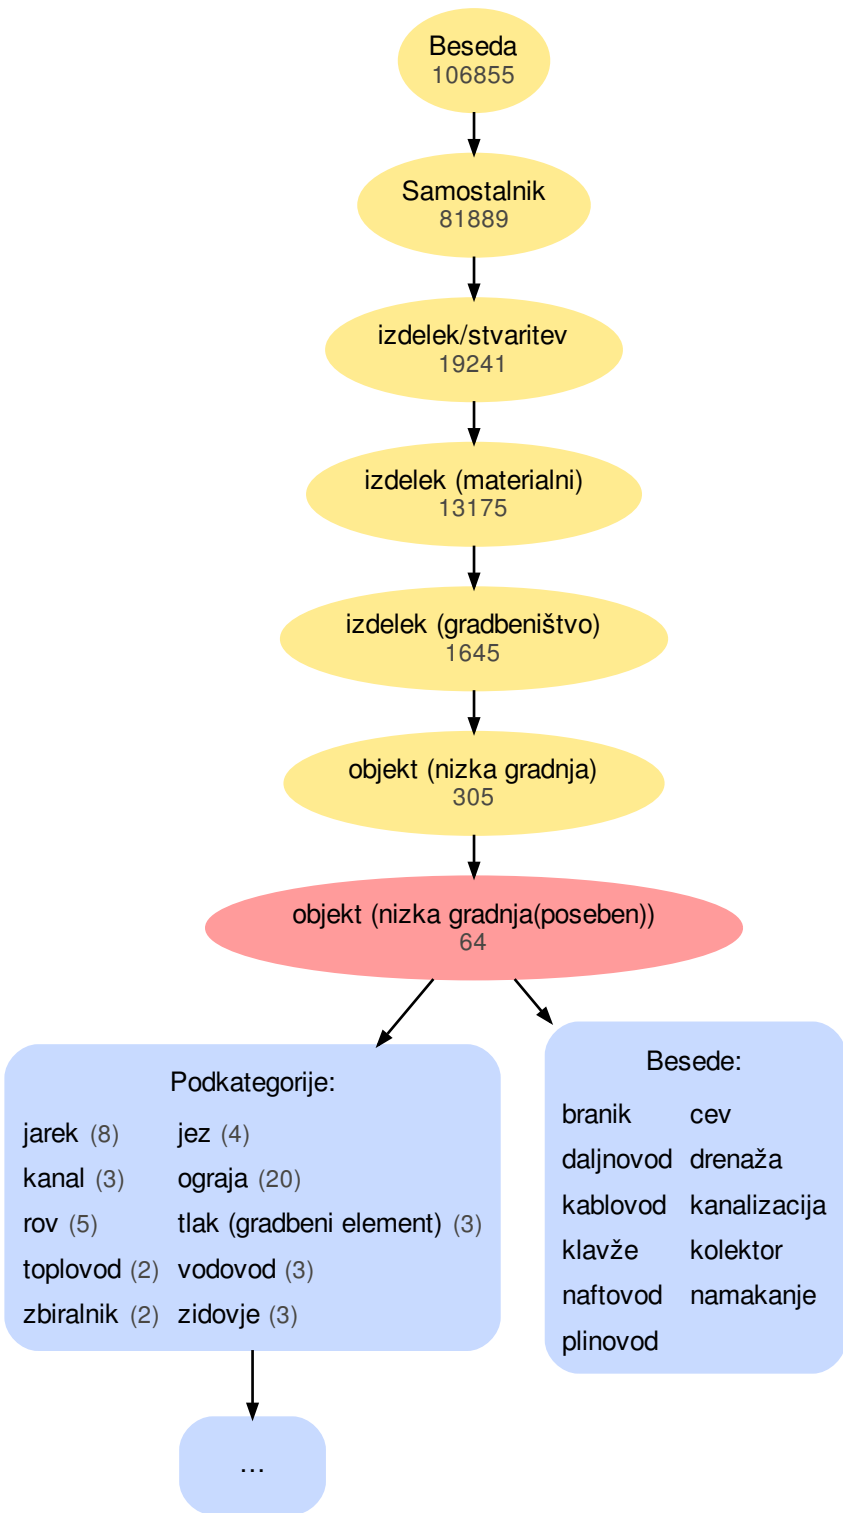 Beseda
106855
Samostalnik
81889
izdelek/stvaritev
19241
izdelek (materialni)
13175
izdelek (gradbeništvo)
1645
objekt (nizka gradnja)
305
objekt (nizka gradnja(poseben))
64
Podkategorije:
jarek (8) jez (4)
kanal (3) ograja (20)
rov (5) tlak (gradbeni element) (3)
toplovod (2) vodovod (3)
zbiralnik (2) zidovje (3)
...
Besede:
branik cev
daljnovod drenaža
kablovod kanalizacija
klavže kolektor
naftovod namakanje
plinovod